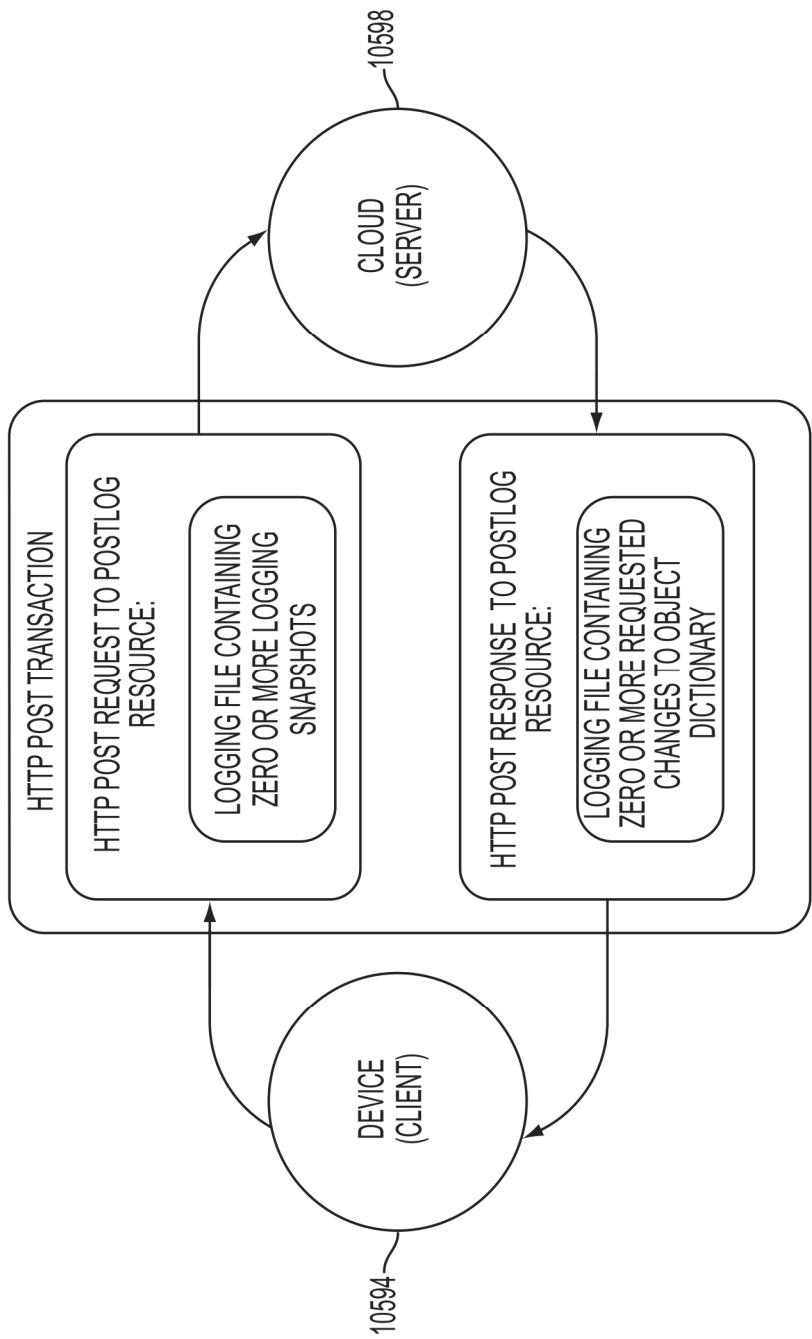 HTTP POST TRANSACTION
HTTP POST REQUEST TO POSTLOG
RESOURCE:
LOGGING FILE CONTAINING
ZERO OR MORE LOGGING
SNAPSHOTS
DEVICE
(CLIENT)
10594
CLOUD
(SERVER)
10598
HTTP POST RESPONSE TO POSTLOG
RESOURCE:
LOGGING FILE CONTAINING
ZERO OR MORE REQUESTED
CHANGES TO OBJECT
DICTIONARY